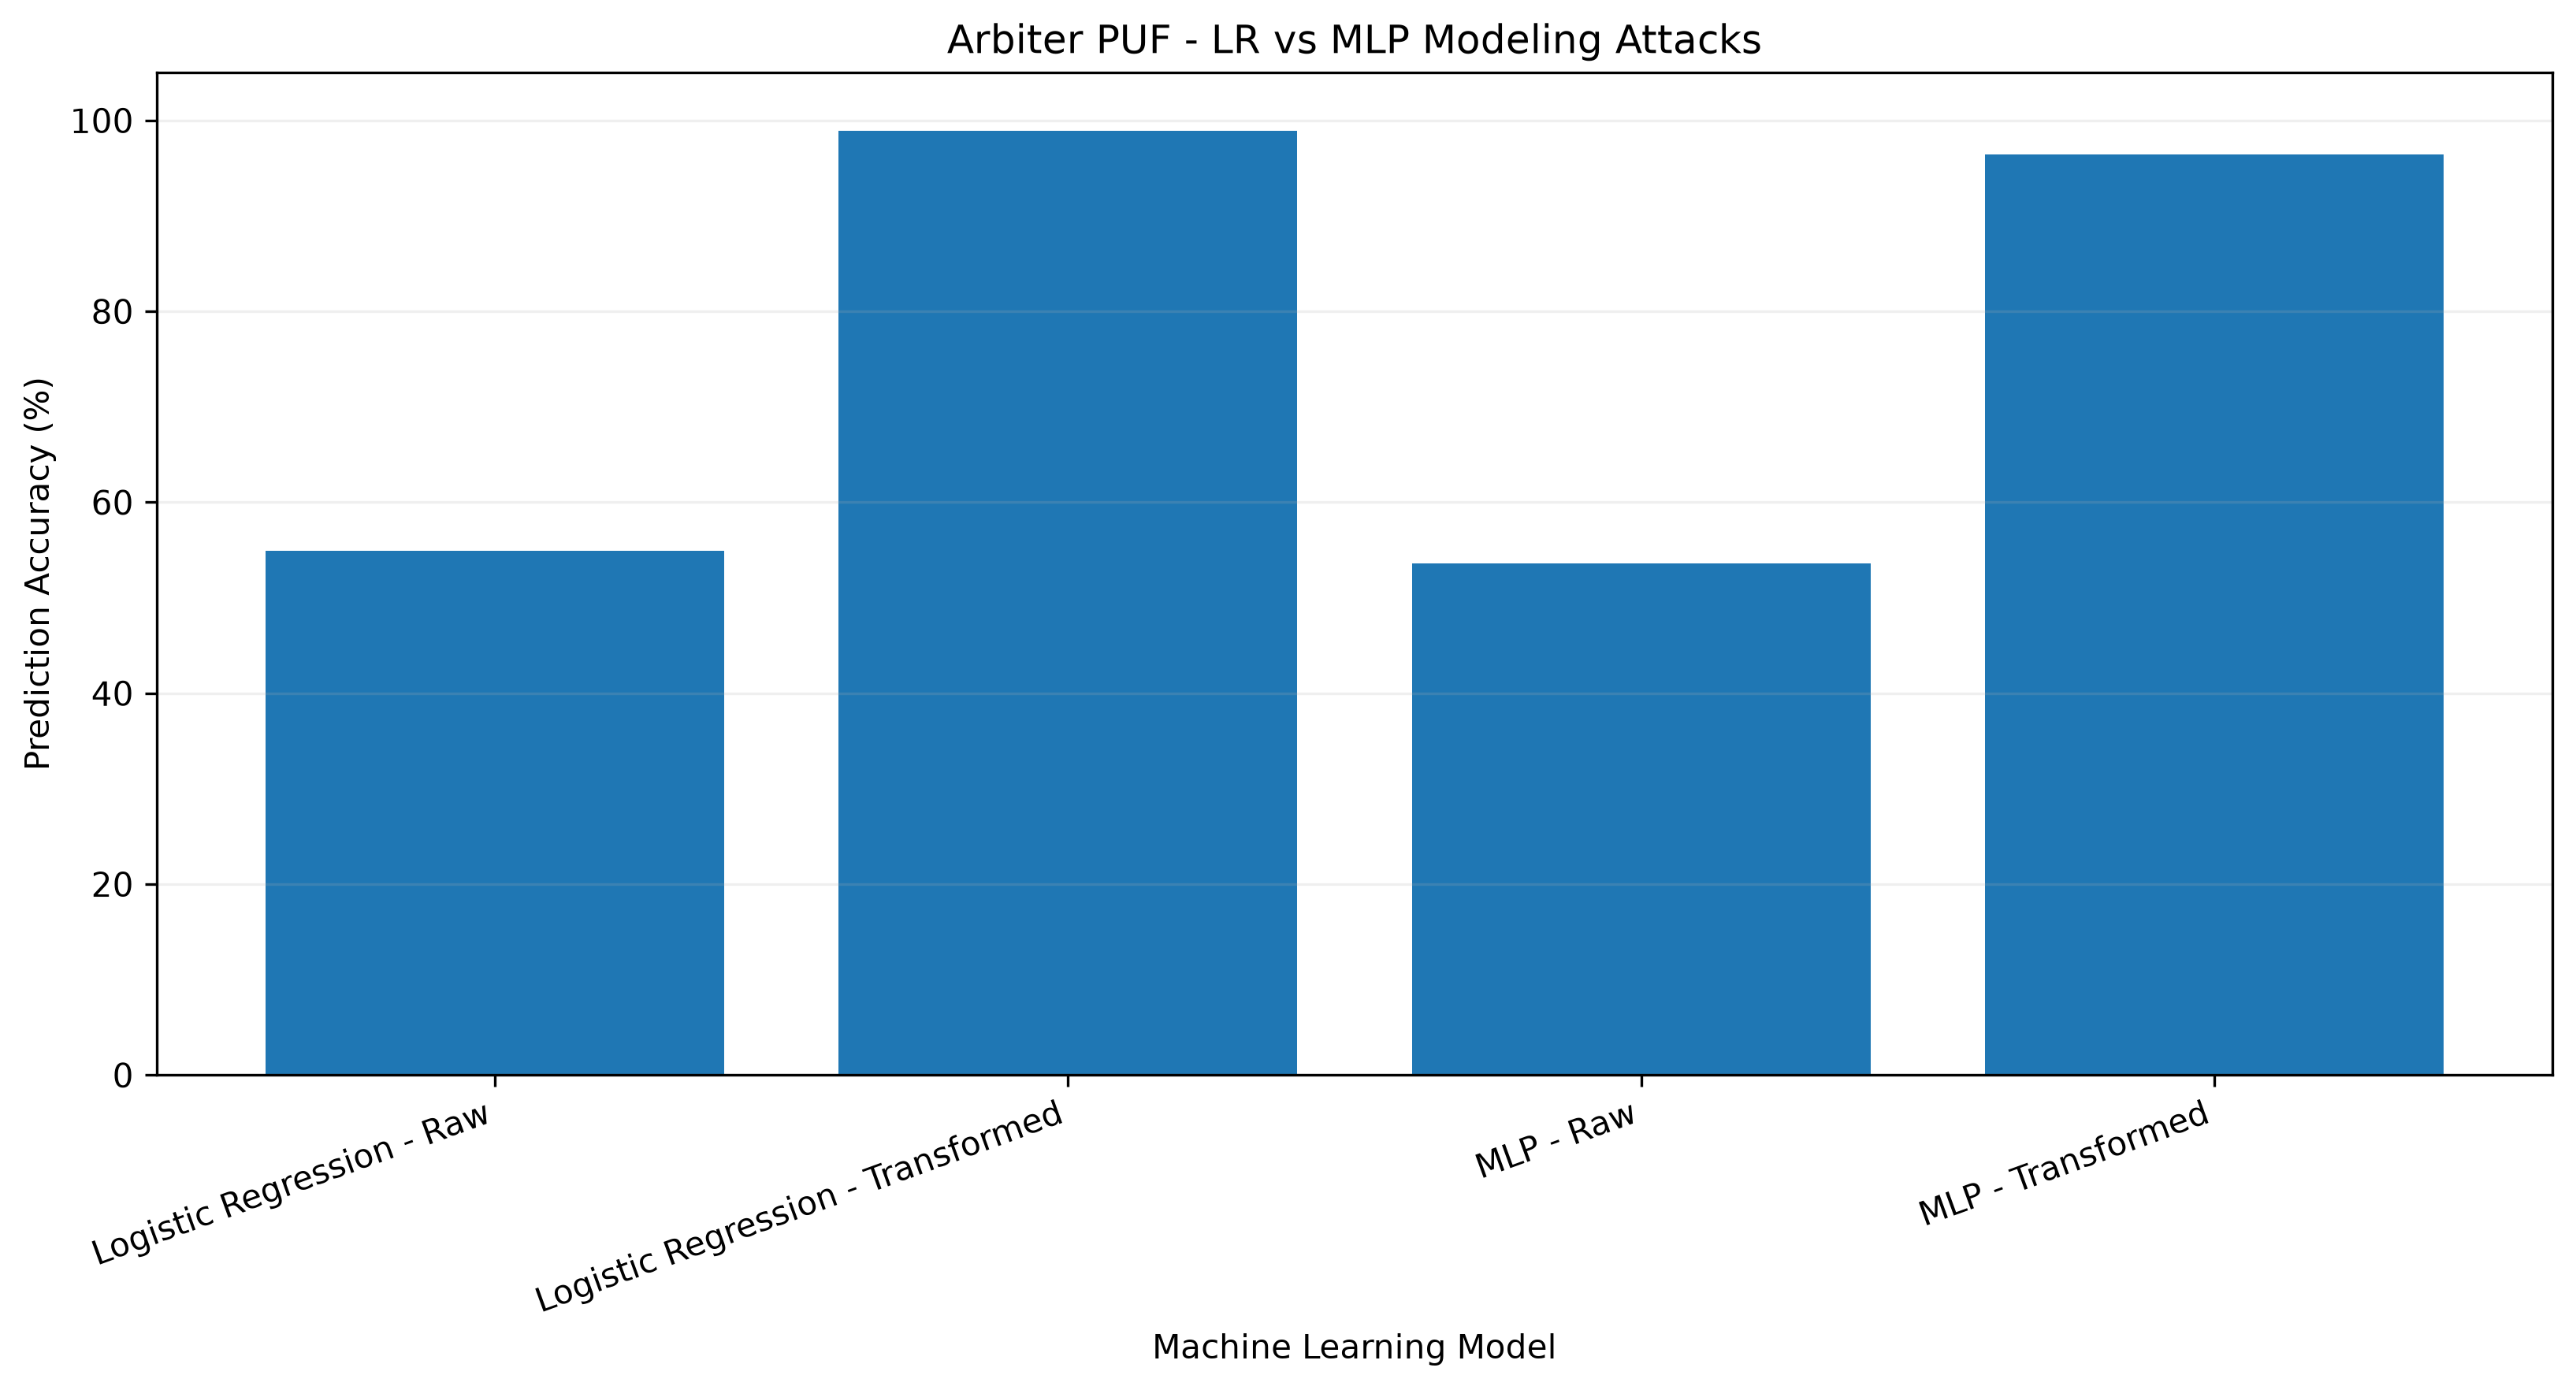 Arbiter PUF - LR vs MLP Modeling Attacks
Prediction Accuracy (%)
100
80
60
40
20
0
Logistic Regression - Raw
Logistic Regression - Transformed
MLP - Raw
MLP - Transformed
Machine Learning Model